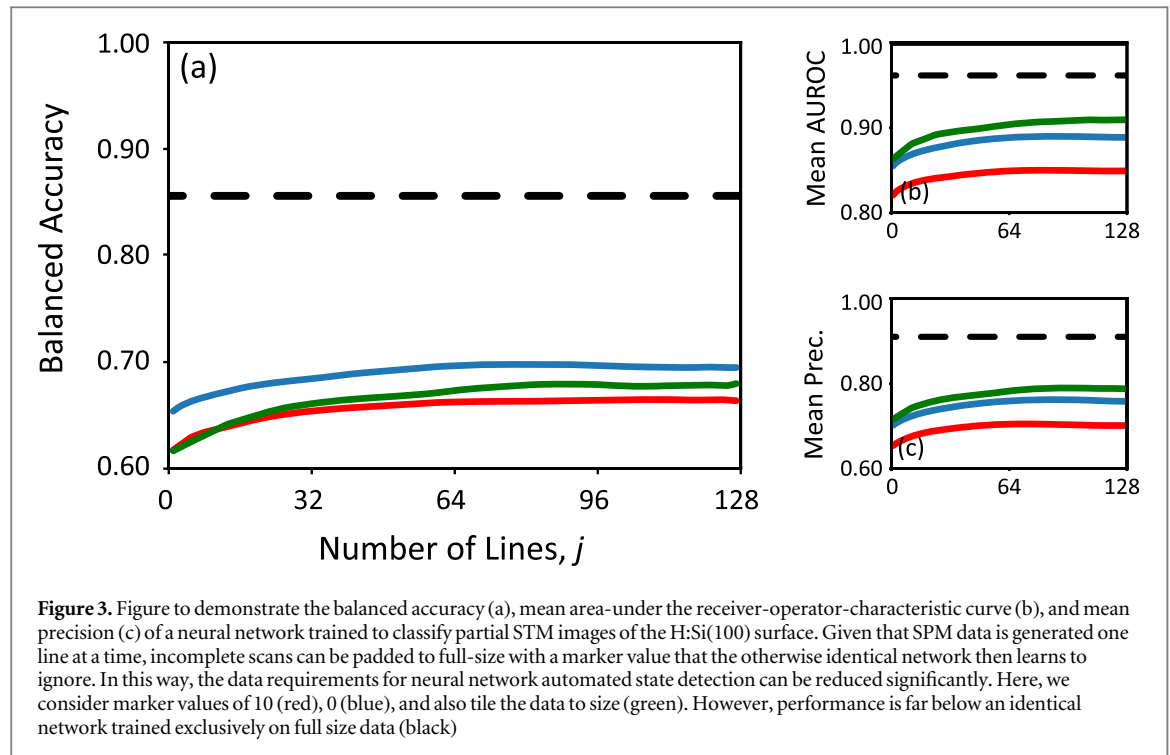 (a)
1.00
0.90
0.80
0.70
0.60
Balanced Accuracy
0
32
64
96
128
Number of Lines, j
1.00
0.90
0.80
Mean AUROC
(b)
0
64
128
1.00
0.80
0.60
Mean Prec.
(c)
0
64
128
Figure 3. Figure to demonstrate the balanced accuracy (a), mean area-under the receiver-operator-characteristic curve (b), and mean
precision (c) of a neural network trained to classify partial STM images of the H:Si(100) surface. Given that SPM data is generated one
line at a time, incomplete scans can be padded to full-size with a marker value that the otherwise identical network then learns to
ignore. In this way, the data requirements for neural network automated state detection can be reduced significantly. Here, we
consider marker values of 10 (red), 0 (blue), and also tile the data to size (green). However, performance is far below an identical
network trained exclusively on full size data (black)